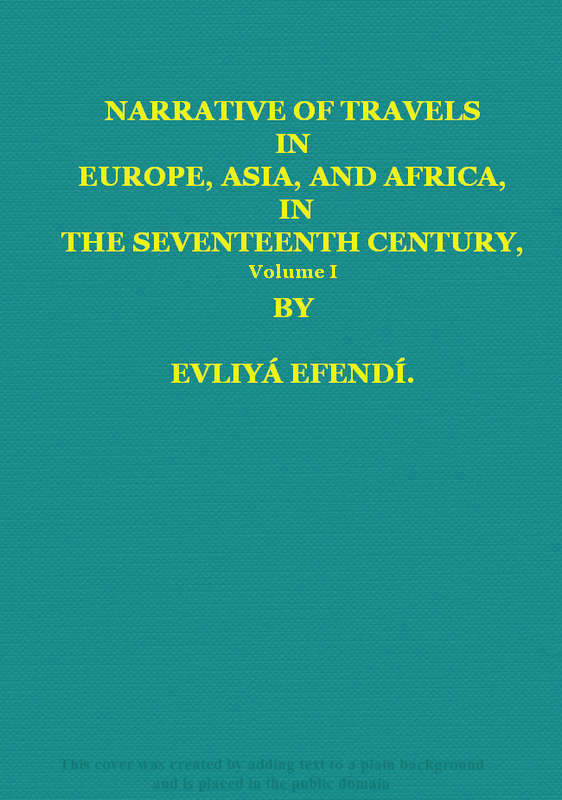 NARRATIVE OF TRAVELS
IN
EUROPE, ASIA, AND AFRICA,
IN
THE SEVENTEENTH CENTURY,
Volume I
BY
EVLIYÁ EFENDÍ.
This cover was created by adding text to a plain background
and is placed in the public domain